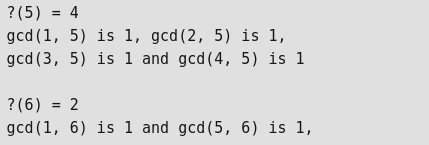 ?(5) = 4
gcd(1, 5) is 1, gcd(2, 5) is 1,
gcd(3, 5) is 1 and gcd(4, 5) is 1
?(6) = 2
gcd(1, 6) is 1 and gcd(5, 6) is 1,